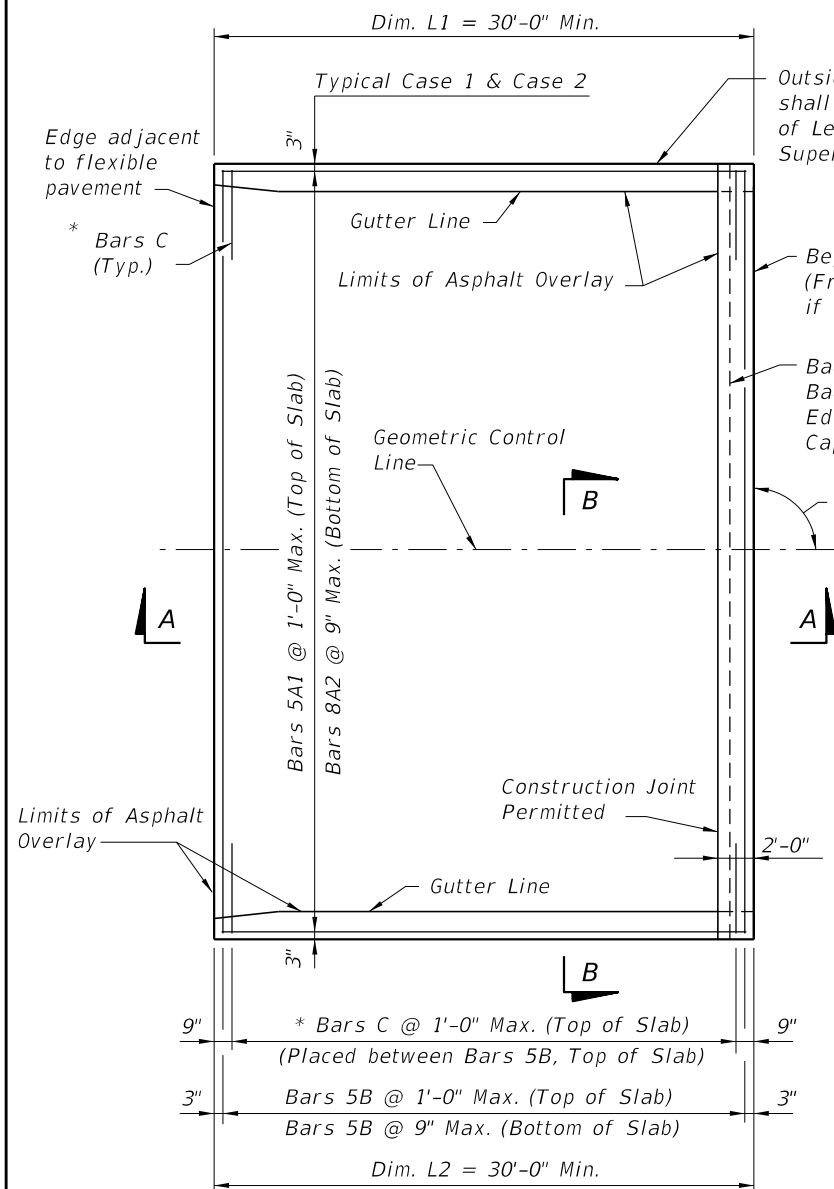 Dim. L1 = 30'-0" Min.
Typical Case 1 & Case 2
3"
Edge adjacent
to flexible
pavement
*
Bars C
(Typ.)
Gutter Line
Limits of Asphalt Overlay
shall
of
if
Bars 5A1 @ 1'-0" Max. (Top of Slab)
Bars 8A2 @ 9" Max. (Bottom of Slab)
Geometric Control
Line
B
A
A
Construction Joint
Permitted
Limits of Asphalt
Overlay
2'-0"
Gutter Line
3"
B
9"
* Bars C @ 1'-0" Max. (Top of Slab)
9"
(Placed between Bars 5B, Top of Slab)
3"
Bars 5B @ 1'-0" Max. (Top of Slab)
3"
Bars 5B @ 9" Max. (Bottom of Slab)
Dim. L2 = 30'-0" Min.